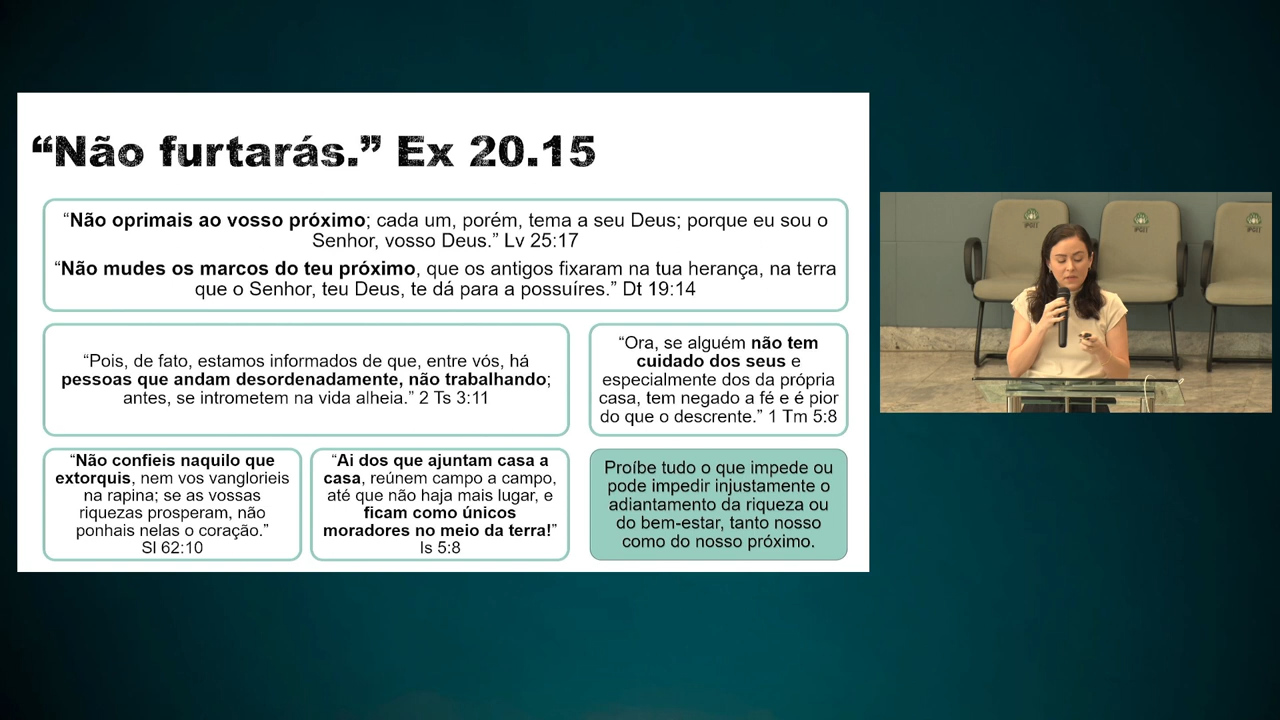 “Não furtarás.” Ex 20.15
“Não oprimais ao vosso próximo; cada um, porém, tema a seu Deus; porque eu sou o
Senhor, vosso Deus.” Lv 25:17
“Não mudes os marcos do teu próximo, que os antigos fixaram na tua herança, na terra
que o Senhor, teu Deus, te dá para a possuíres.” Dt 19:14
“Pois, de fato, estamos informados de que, entre vós, há
pessoas que andam desordenadamente, não trabalhando;
antes, se intrometem na vida alheia.” 2 Ts 3:11
“Ora, se alguém não tem
cuidado dos seus e
especialmente dos da própria
casa, tem negado a fé e é pior
do que o descrente.” 1 Tm 5:8
“Não confieis naquilo que
extorquis, nem vos vanglorieis
na rapina; se as vossas
riquezas prosperam, não
ponhais nelas o coração.”
Sl 62:10
“Ai dos que ajuntam casa a
casa, reúnem campo a campo,
até que não haja mais lugar, e
ficam como únicos
moradores no meio da terra!”
Is 5:8
Proíbe tudo o que impede ou
pode impedir injustamente o
adiantamento da riqueza ou
do bem-estar, tanto nosso
como do nosso próximo.